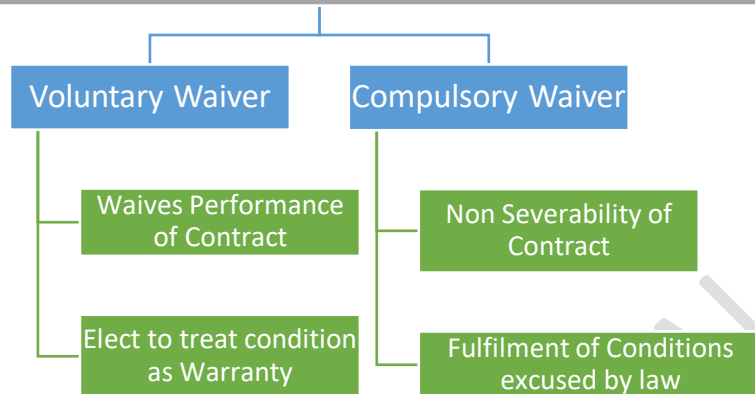 Voluntary Waiver
Compulsory Waiver
Waives Performance
of Contract
Non Severability of
Contract
Elect to treat condition
as Warranty
Fulfilment of Conditions
excused by law